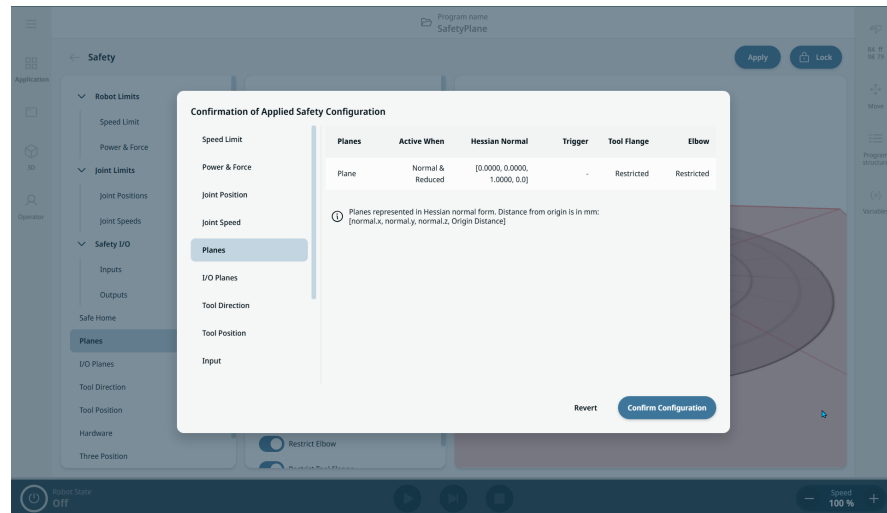 Program name
SafetyPlane
Safety
Apply
Lock
Application
Robot Limits
Speed Limit
Power & Force
Joint Limits
Joint Positions
Joint Speeds
Safety I/O
Inputs
Outputs
Safe Home
Planes
I/O Planes
Tool Direction
Tool Position
Hardware
Three Position
3D
Operator
Move
Program
structure
Variables
Confirmation of Applied Safety Configuration
Speed Limit
Power & Force
Joint Position
Joint Speed
Planes
I/O Planes
Tool Direction
Tool Position
Input
Planes Active When Hessian Normal Trigger Tool Flange Elbow
Plane Normal & Reduced [0.0000, 0.0000, 1.0000, 0.0] - Restricted Restricted
Planes represented in Hessian normal form. Distance from origin is in mm:
[normal.x, normal.y, normal.z, Origin Distance]
Revert
Confirm Configuration
Restrict Elbow
Restrict Tool Flange
Robot State
Off
Speed
100 %